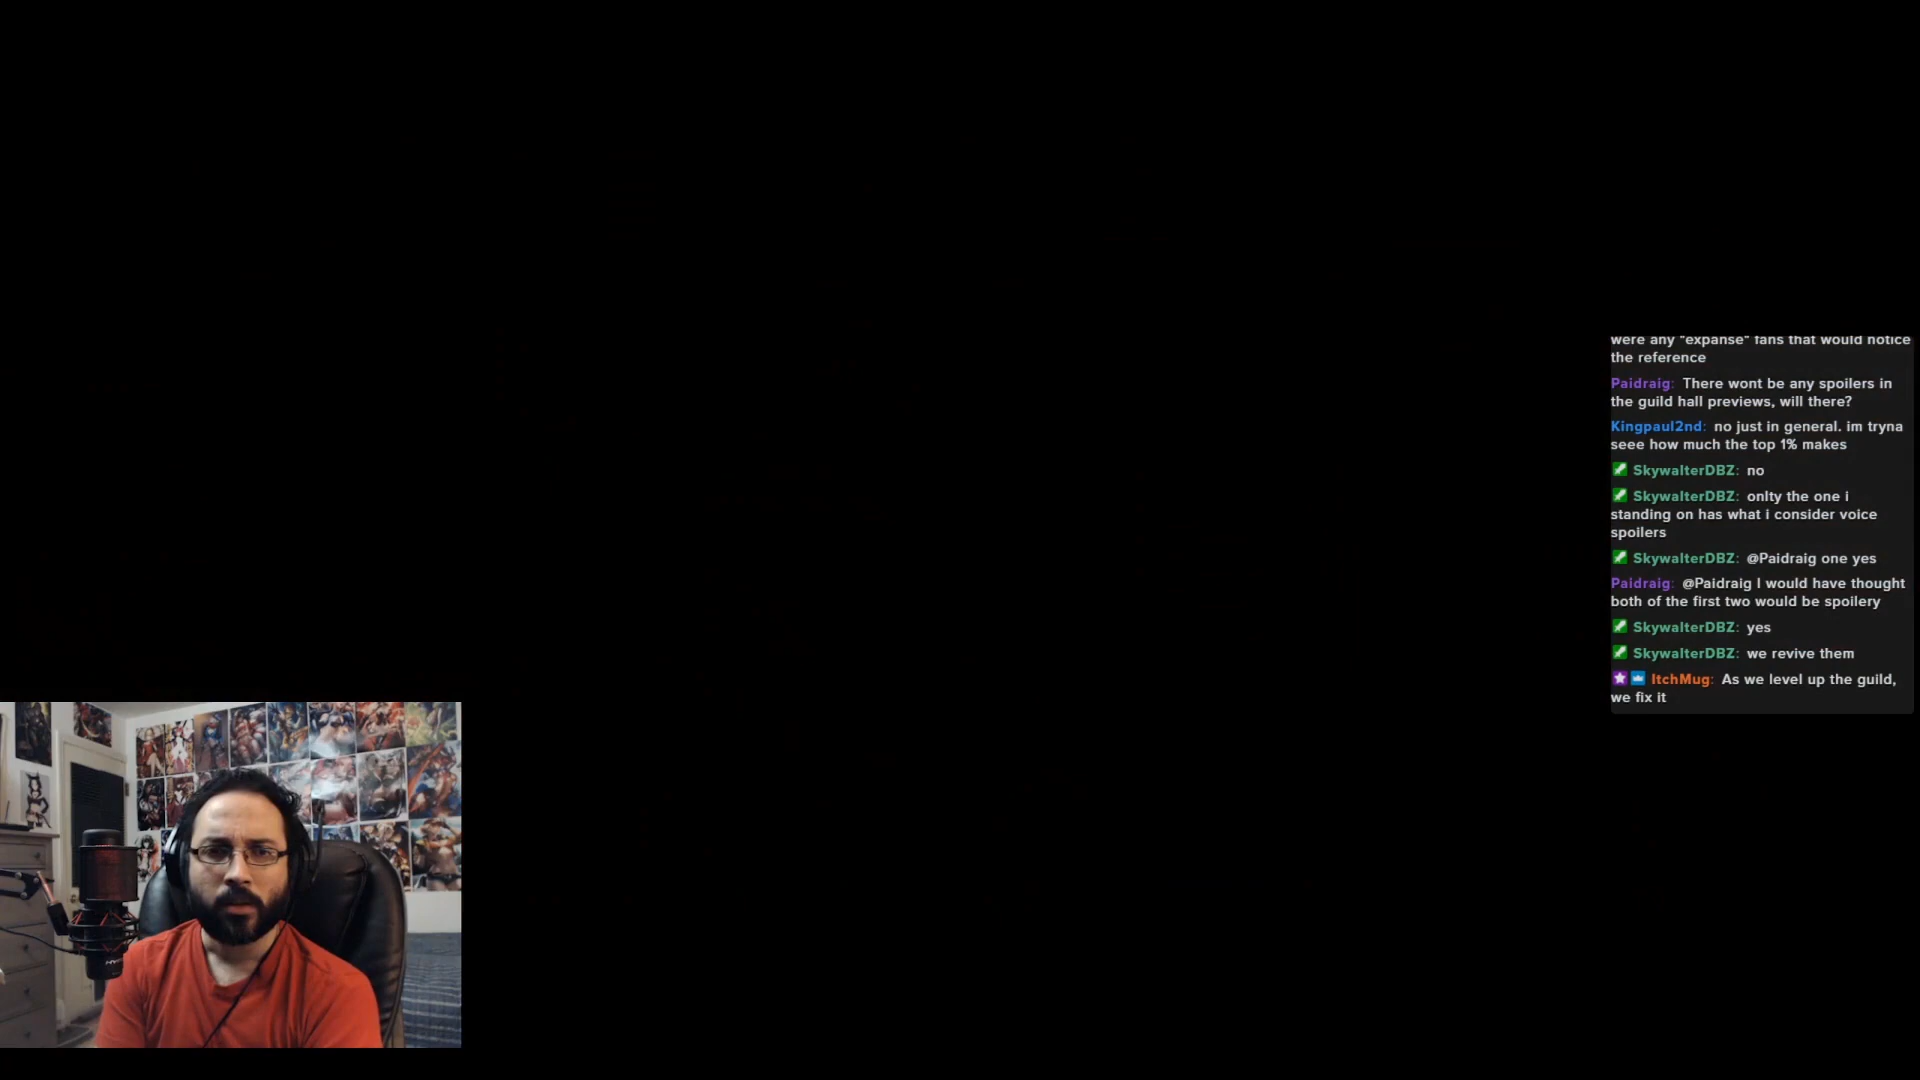 were any "expanse" fans that would notice
the reference
Paidraig: There wont be any spoilers in
the guild hall previews, will there?
Kingpaul2nd: no just in general. im tryna
seee how much the top 1% makes
SkywalterDBZ: no
SkywalterDBZ: onlty the one i
standing on has what i consider voice
spoilers
SkywalterDBZ: @Paidraig one yes
Paidraig: @Paidraig I would have thought
both of the first two would be spoilery
SkywalterDBZ: yes
SkywalterDBZ: we revive them
ItchMug: As we level up the guild,
we fix it